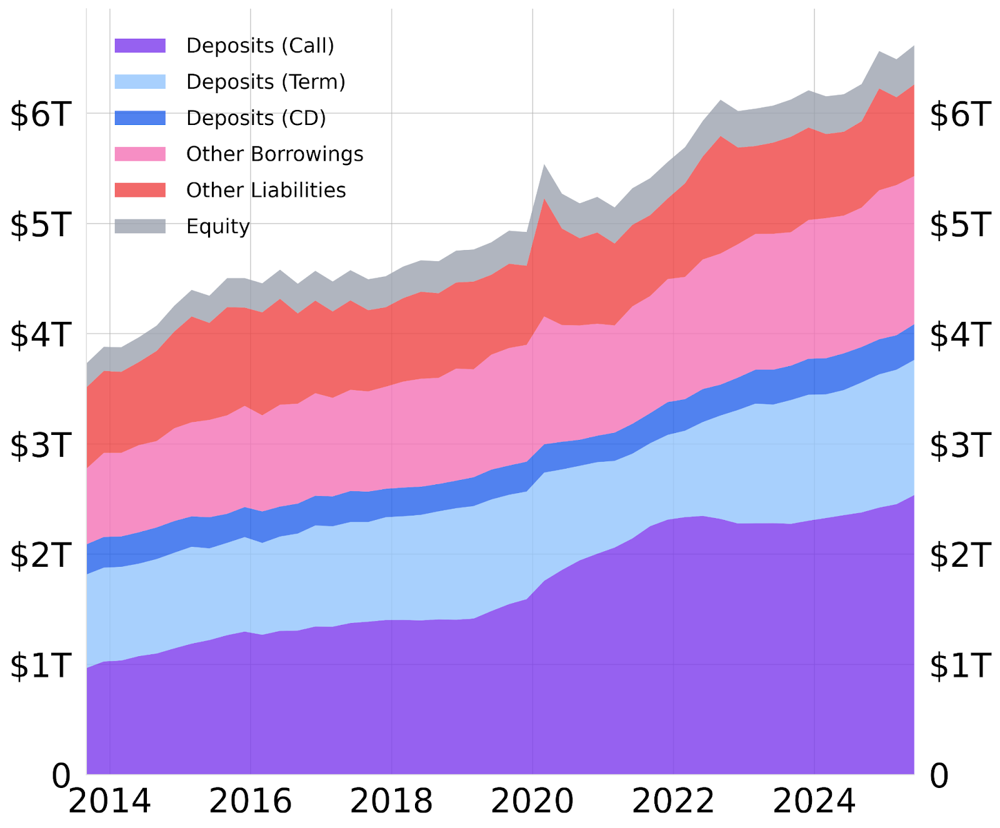 Deposits (Call)
Deposits (Term)
Deposits (CD)
Other Borrowings
Other Liabilities
Equity
$6T $6T
$5T $5T
$4T $4T
$3T $3T
$2T $2T
$1T $1T
0 0
2014 2016 2018 2020 2022 2024